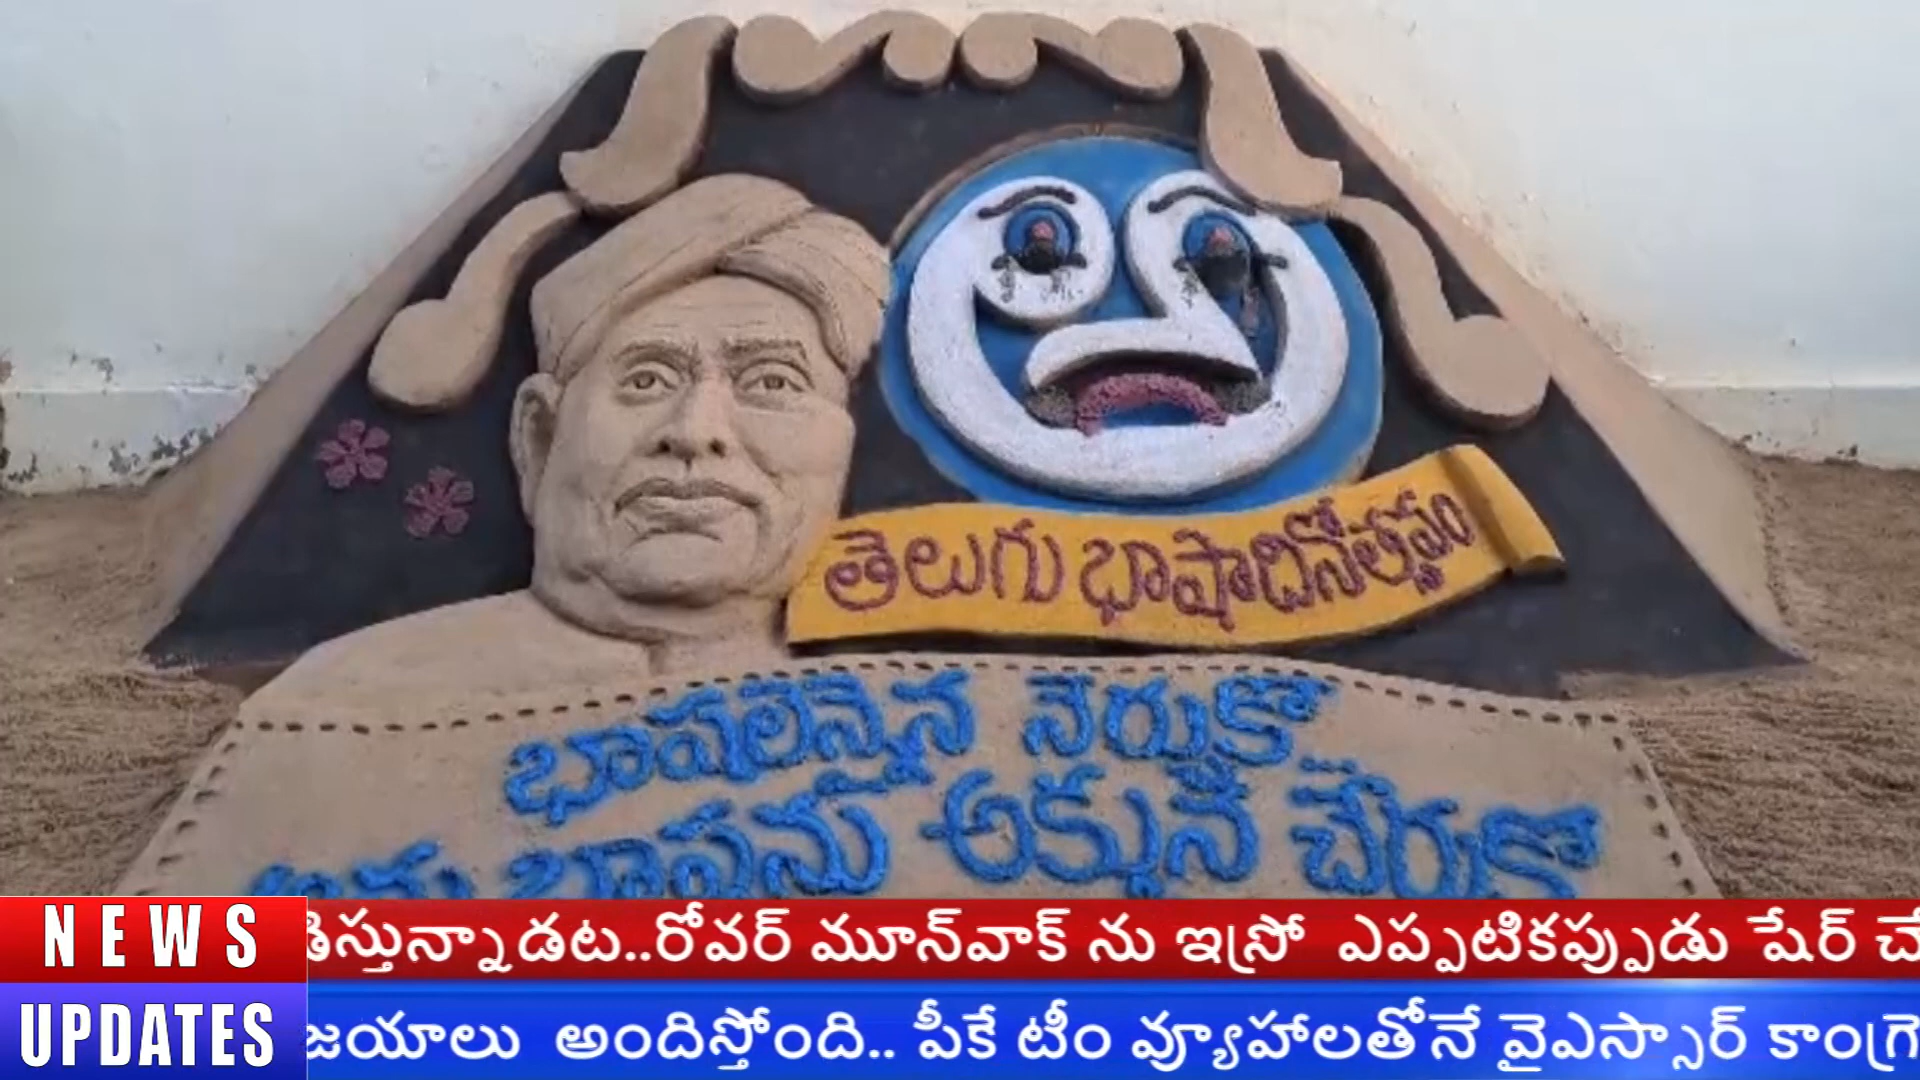 తెలుగు భాషాదినోత్సవం
భాషలెన్నైన నేర్చుకో...
అమ్మ భాషను అక్కున చేర్చుకో
NEWS
డిస్తున్నాడట..రోవర్ మూన్‌వాక్ ను ఇస్రో ఎప్పటికప్పుడు షేర్ చే
UPDATES
జయాలు అందిస్తోంది.. పీకే టీం వ్యూహాలతోనే వైఎస్సార్ కాంగ్రె